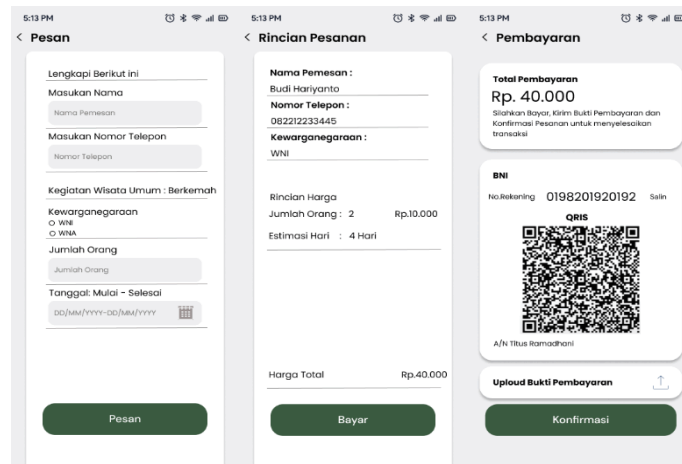 5:13 PM
Pesan
Lengkapi Berikut ini
Masukan Nama
Nama Pemesan
Masukan Nomor Telepon
Nomor Telepon
Kegiatan Wisata Umum : Berkemah
Kewarganegaraan
WNI
WNA
Jumlah Orang
Jumlah Orang
Tanggal: Mulai - Selesai
DD/MM/YYYY-DD/MM/YYYY
Pesan
5:13 PM
Rincian Pesanan
Nama Pemesan :
Budi Hariyanto
Nomor Telepon :
082212233445
Kewarganegaraan :
WNI
Rincian Harga
Jumlah Orang : 2 Rp.10.000
Estimasi Hari : 4 Hari
Harga Total Rp.40.000
Bayar
5:13 PM
Pembayaran
Total Pembayaran
Rp. 40.000
Silahkan Bayar, Kirim Bukti Pembayaran dan
Konfirmasi Pesanan untuk menyelesaikan
transaksi
BNI
No.Rekening 0198201920192 Salin
QRIS
A/N Titus Ramadhani
Uploud Bukti Pembayaran
Konfirmasi